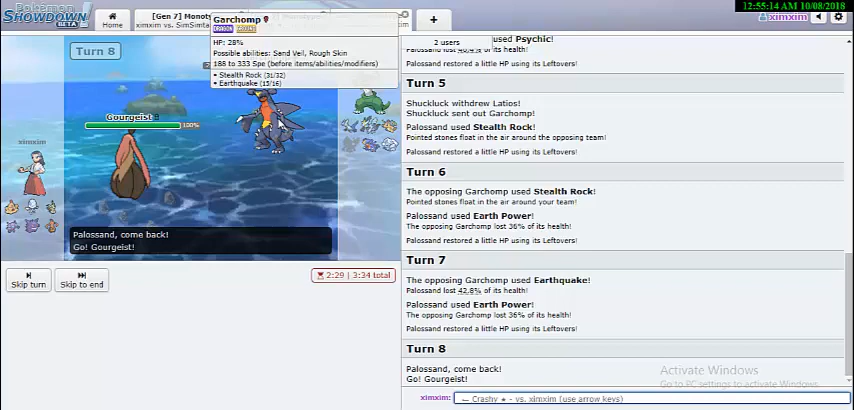 12:55:14 AM 10/08/2018
Pokémon
SHOWDOWN!
BETA
Home
[Gen 7] Monoty
ximxim vs. SimSimta
+
ximxim
Garchomp
DRAGON GROUND
HP: 28%
Possible abilities: Sand Veil, Rough Skin
188 to 333 Spe (before items/abilities/modifiers)
• Stealth Rock (31/32)
• Earthquake (15/16)
Turn 8
Gourgeist
100%
ximxim
Palossand, come back!
Go! Gourgeist!
Skip turn
Skip to end
2:29 | 3:34 total
2 users
used Psychic!
its health!
Palossand restored a little HP using its Leftovers!
Turn 5
Shuckluck withdrew Latios!
Shuckluck sent out Garchomp!
Palossand used Stealth Rock!
Pointed stones float in the air around the opposing team!
Palossand restored a little HP using its Leftovers!
Turn 6
The opposing Garchomp used Stealth Rock!
Pointed stones float in the air around your team!
Palossand used Earth Power!
The opposing Garchomp lost 36% of its health!
Palossand restored a little HP using its Leftovers!
Turn 7
The opposing Garchomp used Earthquake!
Palossand lost 42.8% of its health!
Palossand used Earth Power!
The opposing Garchomp lost 36% of its health!
Palossand restored a little HP using its Leftovers!
Turn 8
Palossand, come back!
Go! Gourgeist!
Activate Windows
Go to PC settings to activate Windows.
ximxim:
← Crashy ★ - vs. ximxim (use arrow keys)